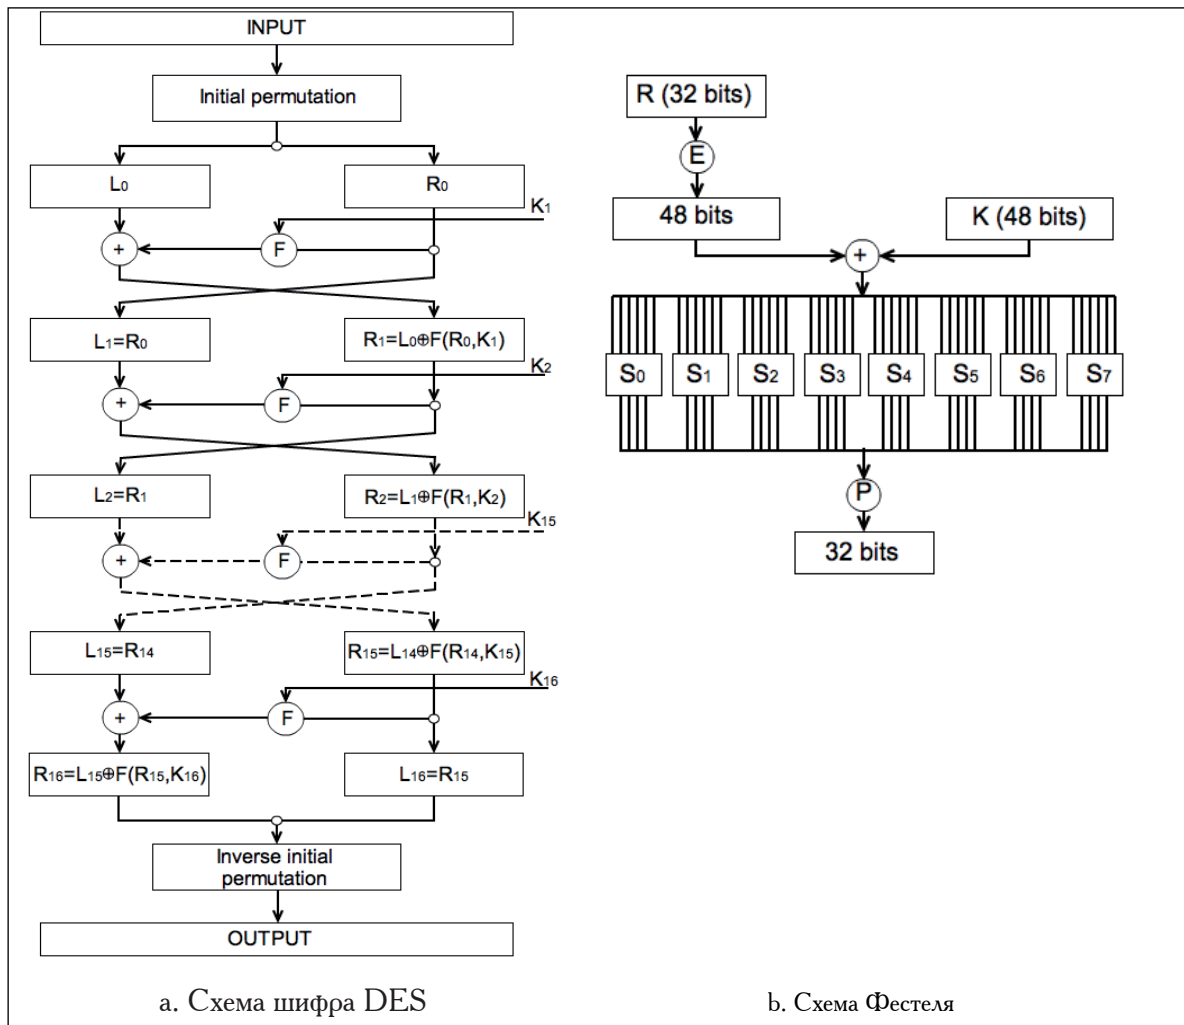 INPUT
Initial permutation
L0
R0
K1
+
F
L1=R0
R1=L0⊕F(R0,K1)
K2
+
F
L2=R1
R2=L1⊕F(R1,K2)
K15
+
F
L15=R14
R15=L14⊕F(R14,K15)
K16
+
F
R16=L15⊕F(R15,K16)
L16=R15
Inverse initial
permutation
OUTPUT
a. Схема шифра DES
R (32 bits)
E
48 bits
K (48 bits)
+
S0
S1
S2
S3
S4
S5
S6
S7
P
32 bits
b. Схема Фестеля